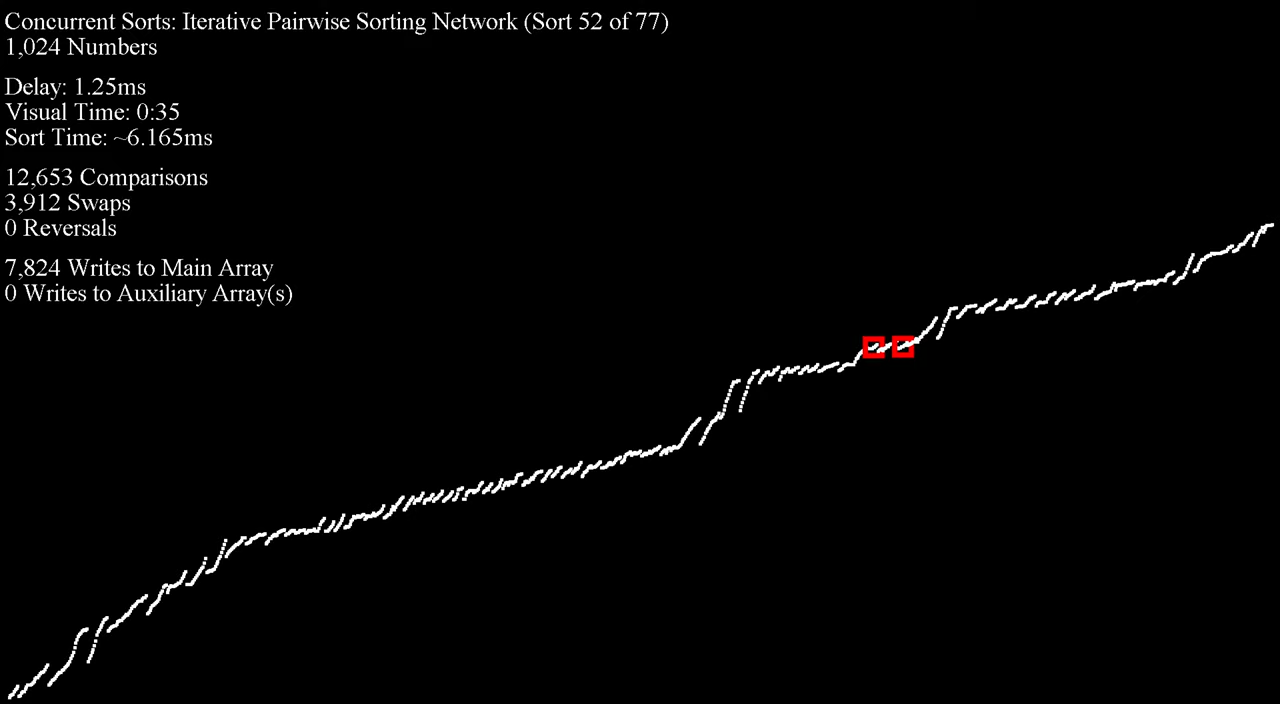 Concurrent Sorts: Iterative Pairwise Sorting Network (Sort 52 of 77)
1,024 Numbers
Delay: 1.25ms
Visual Time: 0:35
Sort Time: ~6.165ms
12,653 Comparisons
3,912 Swaps
0 Reversals
7,824 Writes to Main Array
0 Writes to Auxiliary Array(s)